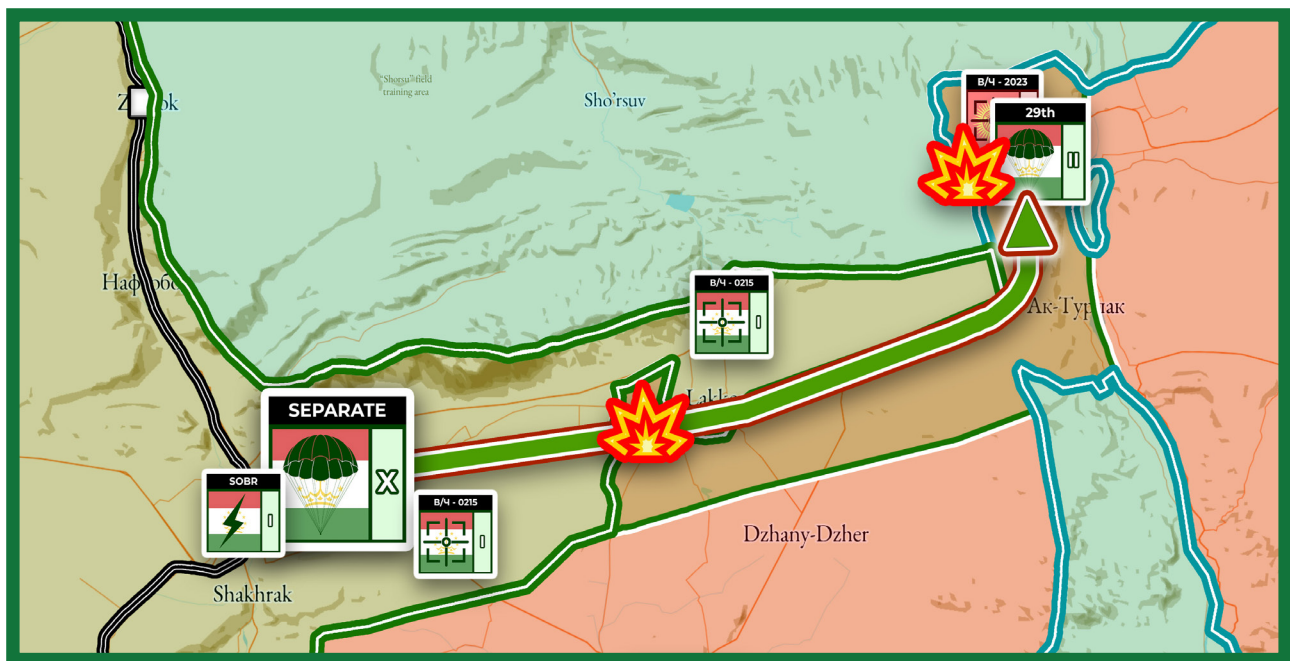 "Shorsu" field
training area
Sho'rsuv
В/Ч - 2023
29th
В/Ч - 0215
Ак-Турпак
SEPARATE
X
SOBR
В/Ч - 0215
Dzhany-Dzher
Shakhrak